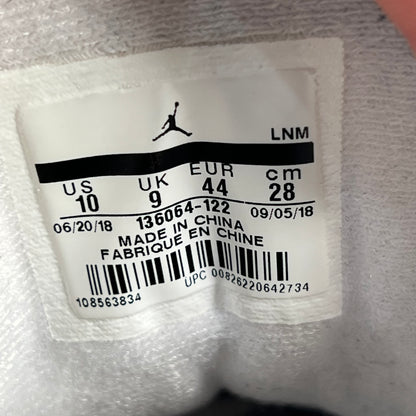 LNM
US UK EUR cm
10 9 44 28
06/20/18 136064-122 09/05/18
MADE IN CHINA
FABRIQUE EN CHINE
108563834 UPC 00826220642734